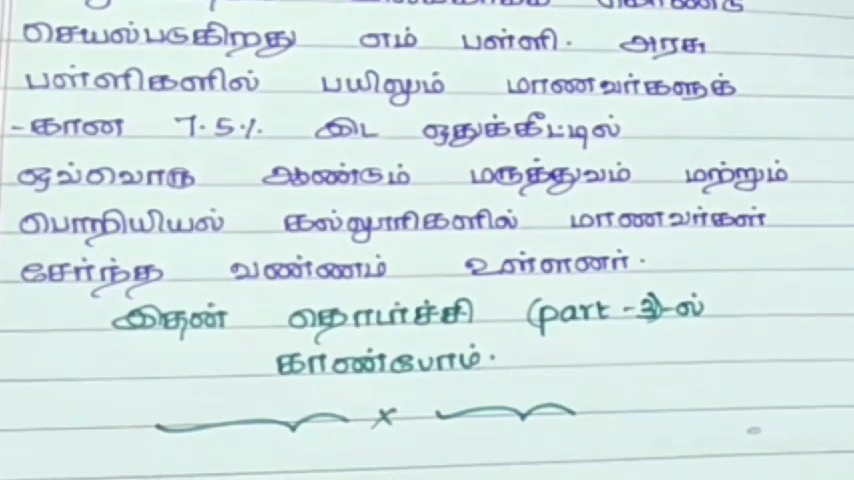 செயல்படுகிறது எம் பள்ளி. அரசு
பள்ளிகளில் பயிலும் மாணவர்களுக்
-கான 7.5% இட ஒதுக்கீட்டில்
ஒவ்வொரு ஆண்டும் மருத்துவம் மற்றும்
பொறியியல் கல்லூரிகளில் மாணவர்கள்
சேர்ந்த வண்ணம் உள்ளனர்.
இதன் தொடர்ச்சி (part -3)-ல்
காண்போம்.
x